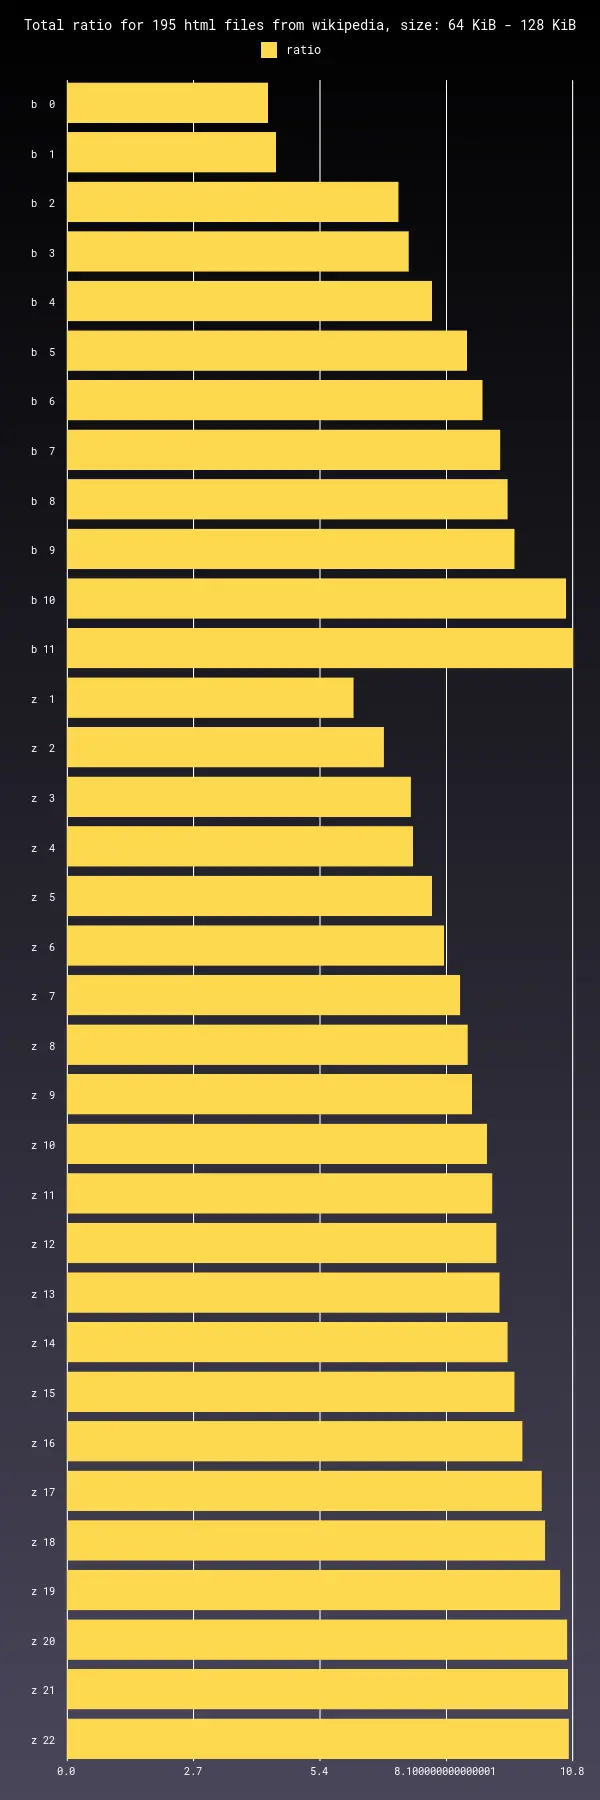 Total ratio for 195 html files from wikipedia, size: 64 KiB - 128 KiB
ratio
b 0
b 1
b 2
b 3
b 4
b 5
b 6
b 7
b 8
b 9
b 10
b 11
z 1
z 2
z 3
z 4
z 5
z 6
z 7
z 8
z 9
z 10
z 11
z 12
z 13
z 14
z 15
z 16
z 17
z 18
z 19
z 20
z 21
z 22
0.0 2.7 5.4 8.100000000000001 10.8